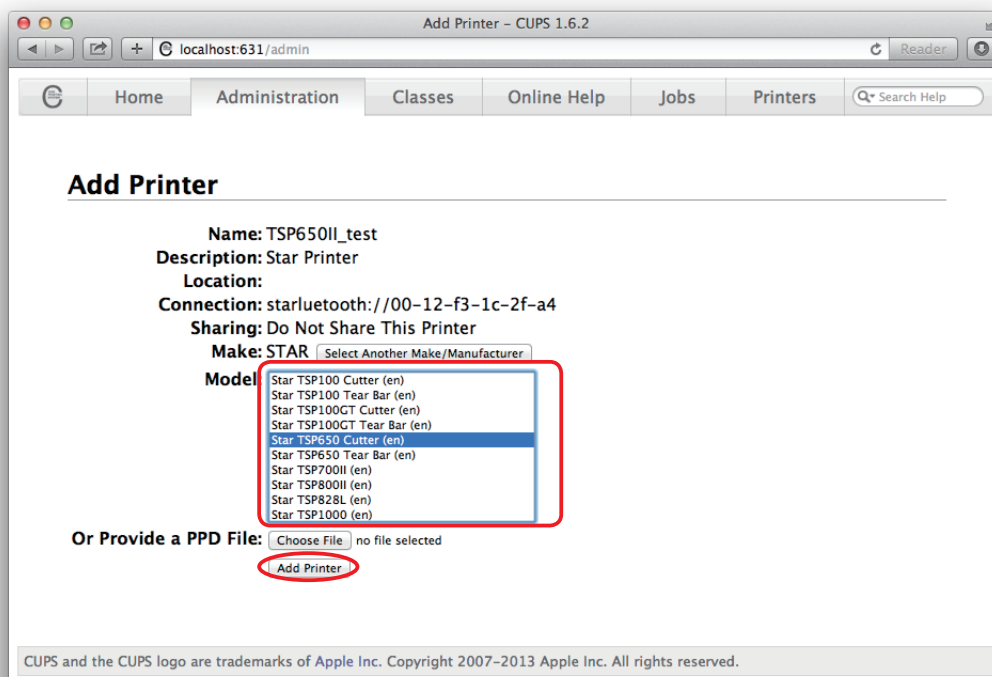 Add Printer – CUPS 1.6.2
localhost:631/admin
Reader
Home Administration Classes Online Help Jobs Printers Search Help
Add Printer
Name: TSP650II_test
Description: Star Printer
Location:
Connection: starluetooth://00-12-f3-1c-2f-a4
Sharing: Do Not Share This Printer
Make: STAR Select Another Make/Manufacturer
Model:
Star TSP100 Cutter (en)
Star TSP100 Tear Bar (en)
Star TSP100GT Cutter (en)
Star TSP100GT Tear Bar (en)
Star TSP650 Cutter (en)
Star TSP650 Tear Bar (en)
Star TSP700II (en)
Star TSP800II (en)
Star TSP828L (en)
Star TSP1000 (en)
Or Provide a PPD File: Choose File no file selected
Add Printer
CUPS and the CUPS logo are trademarks of Apple Inc. Copyright 2007-2013 Apple Inc. All rights reserved.